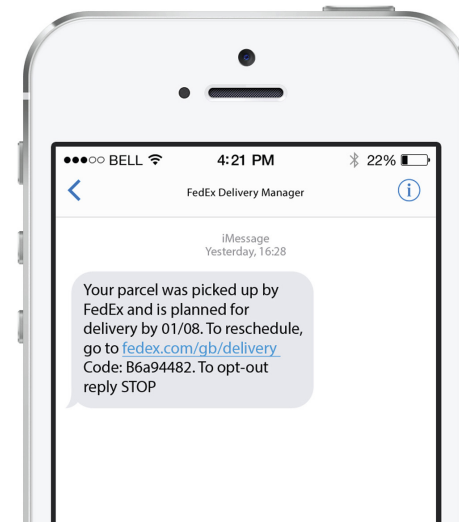 BELL 4:21 PM 22%
FedEx Delivery Manager
iMessage
Yesterday, 16:28
Your parcel was picked up by
FedEx and is planned for
delivery by 01/08. To reschedule,
go to fedex.com/gb/delivery
Code: B6a94482. To opt-out
reply STOP